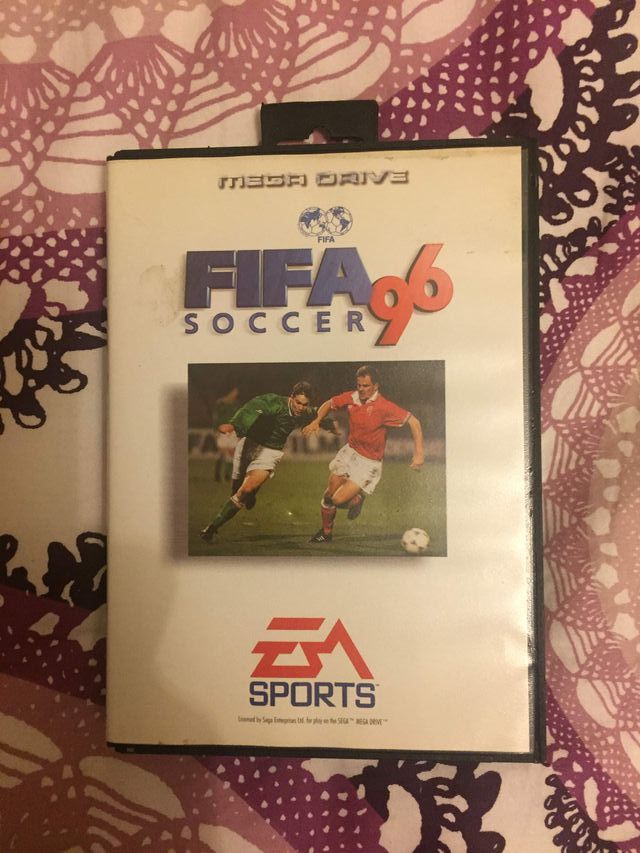 MEGA DRIVE
FIFA
FIFA 96
SOCCER
EA
SPORTS™
Licensed by Sega Enterprises Ltd. for play on the SEGA™ MEGA DRIVE™